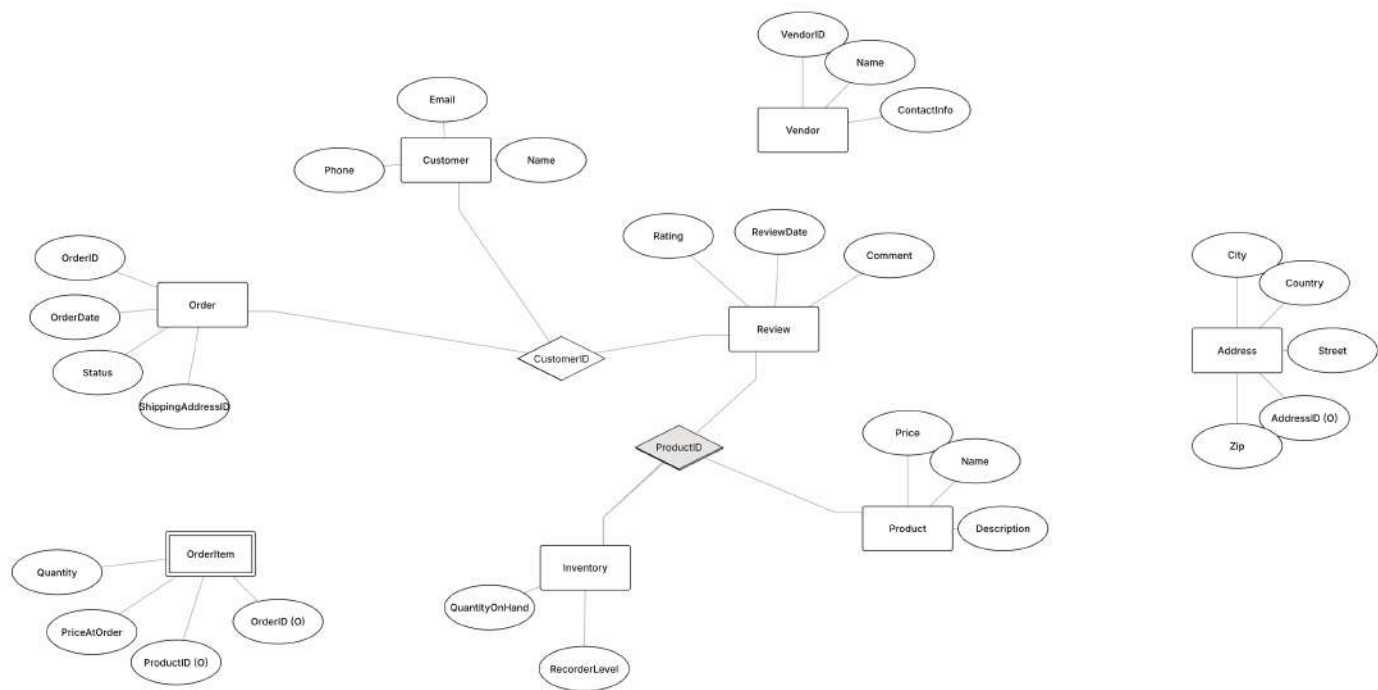 VendorID
Name
ContactInfo
Vendor
Email
Customer
Name
Phone
Rating
ReviewDate
Comment
Review
City
Country
Address
Street
AddressID (O)
Zip
OrderID
Order
OrderDate
Status
ShippingAddressID
CustomerID
ProductID
Price
Name
Product
Description
OrderItem
Quantity
PriceAtOrder
ProductID (O)
OrderID (O)
Inventory
QuantityOnHand
RecorderLevel